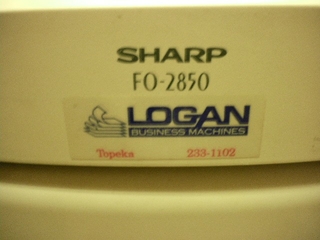 SHARP
FO-2850
LOGAN
BUSINESS MACHINES
Topeka 233-1102